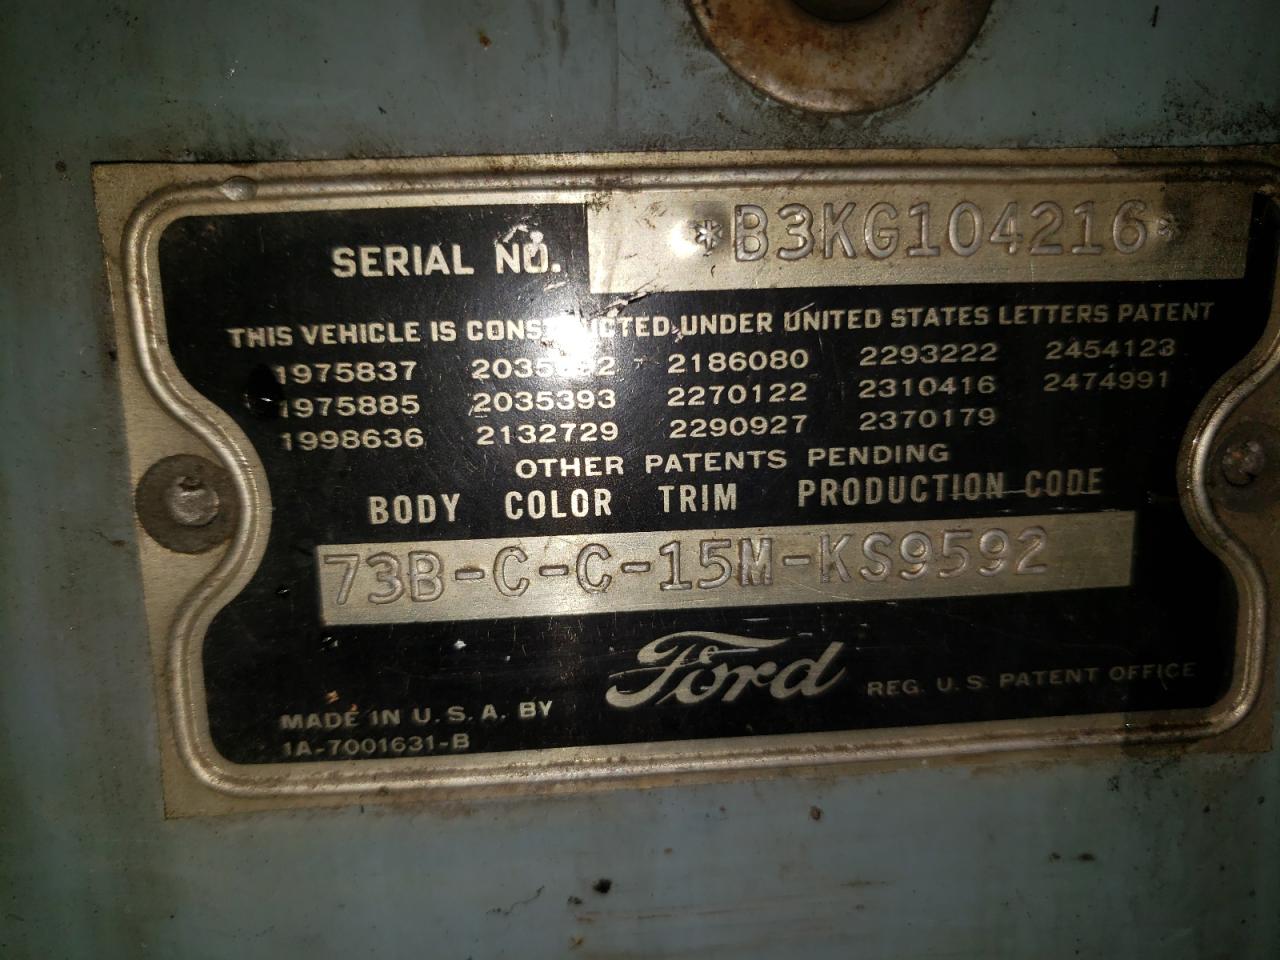 SERIAL NO. *B3KG104216*
THIS VEHICLE IS CONSTRUCTED UNDER UNITED STATES LETTERS PATENT
1975837 2186080 2293222 2454123
1975885 2035393 2270122 2310416 2474991
1998636 2132729 2290927 2370179
OTHER PATENTS PENDING
BODY COLOR TRIM PRODUCTION CODE
73B-C-C-15M-KS9592
Ford
MADE IN U.S.A. BY REG. U.S PATENT OFFICE
1A-7001631-B